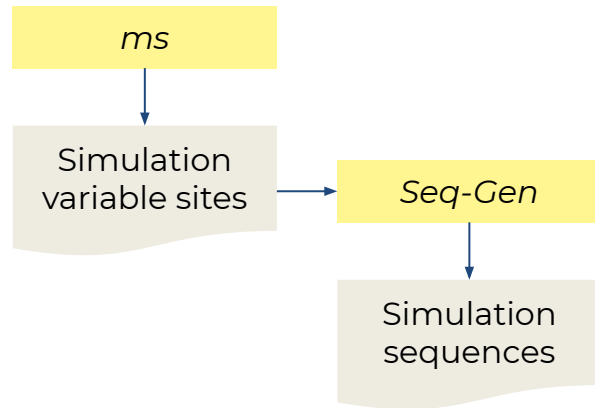 ms
Simulation
variable sites
Seq-Gen
Simulation
sequences